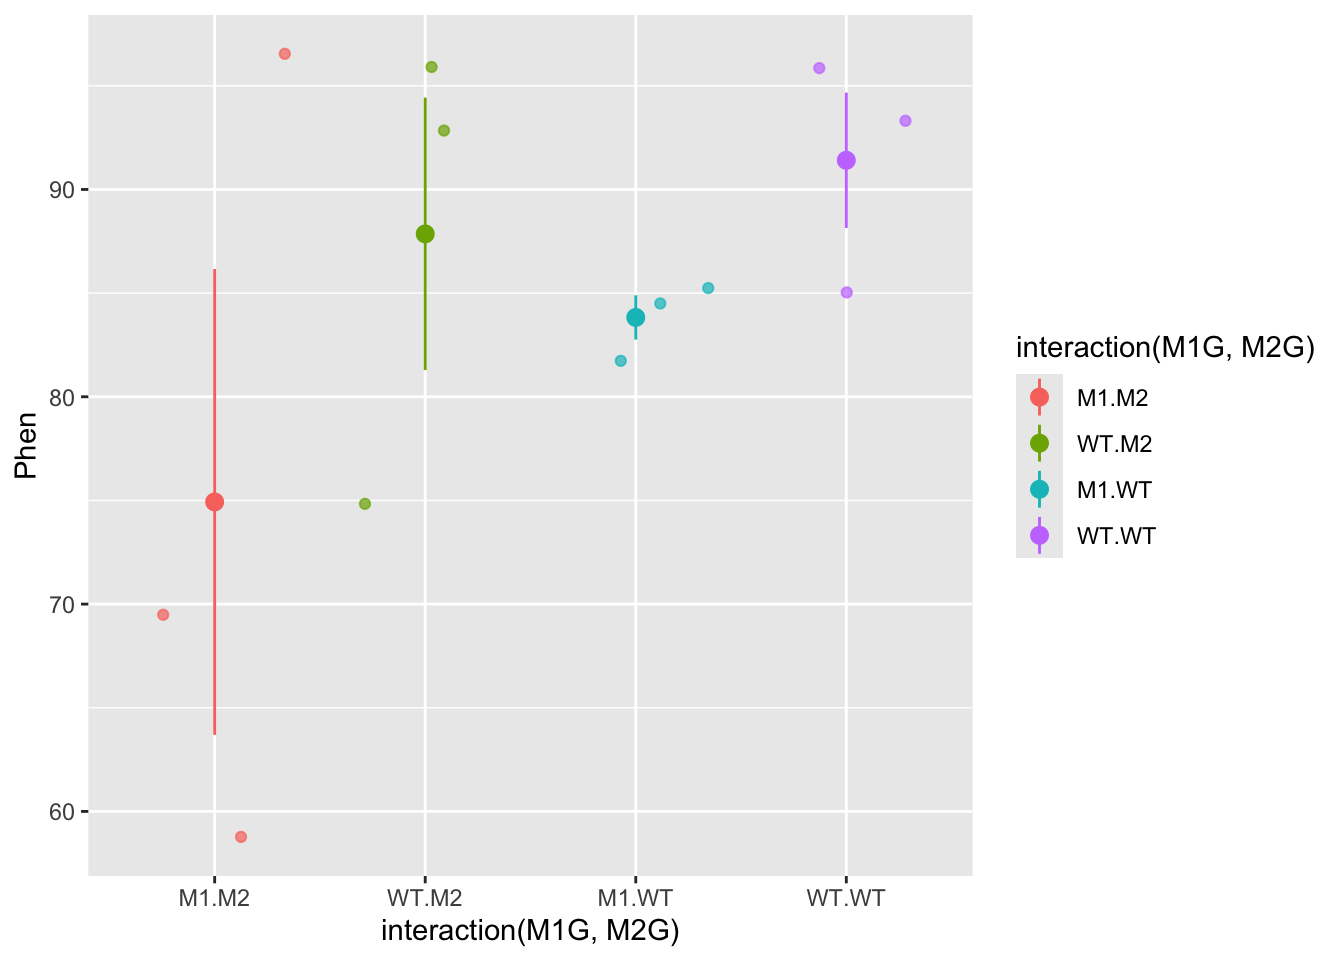 Phen
90
80
70
60
M1.M2
WT.M2
M1.WT
WT.WT
interaction(M1G, M2G)
interaction(M1G, M2G)
M1.M2
WT.M2
M1.WT
WT.WT